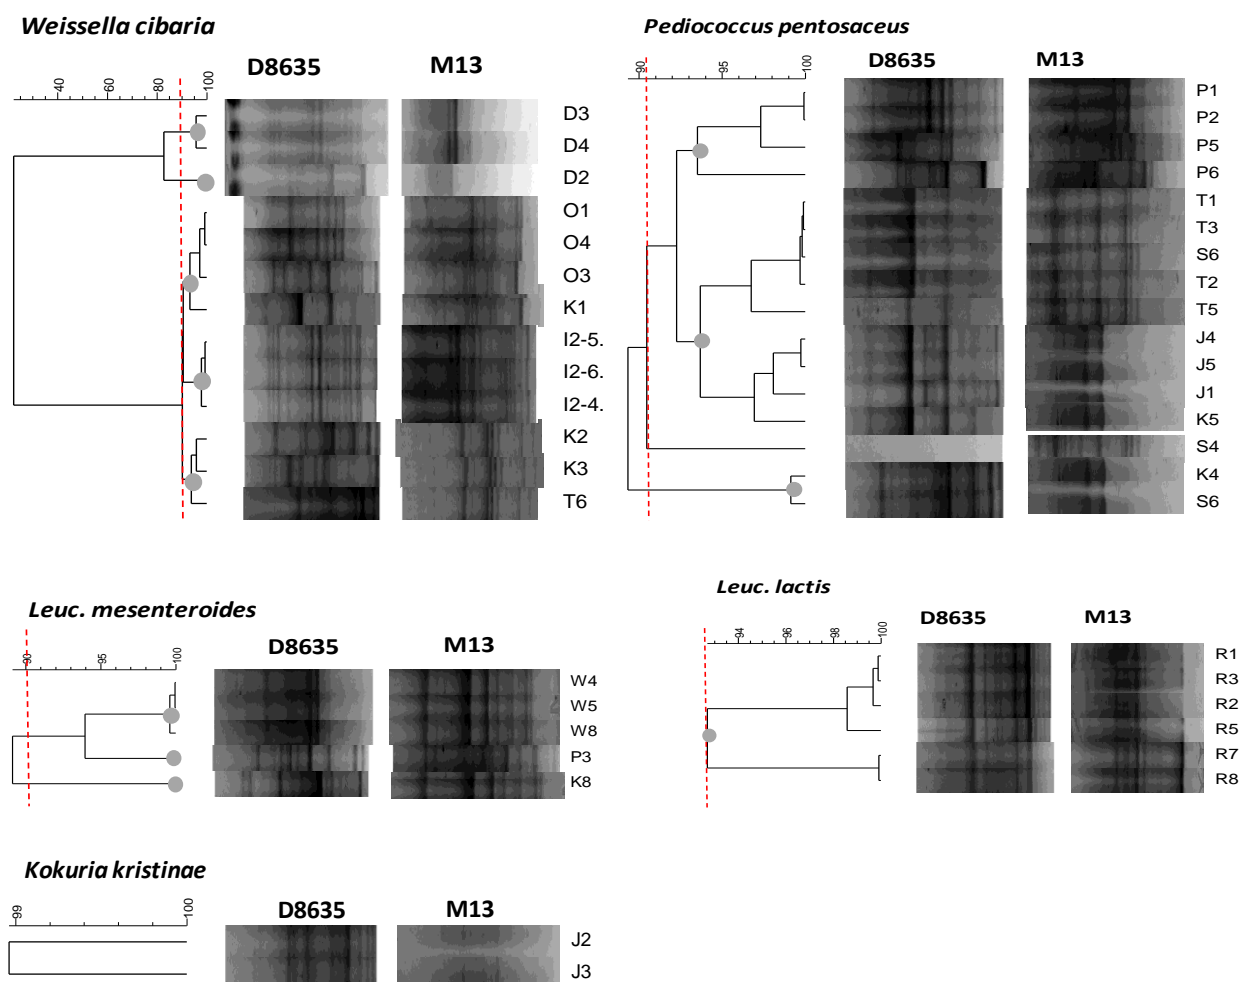 Weissella cibaria
D8635 M13
40 60 80 100
D3
D4
D2
O1
O4
O3
K1
I2-5.
I2-6.
I2-4.
K2
K3
T6
Pediococcus pentosaceus
D8635 M13
90 95 100
P1
P2
P5
P6
T1
T3
S6
T2
T5
J4
J5
J1
K5
S4
K4
S6
Leuc. mesenteroides
D8635 M13
90 95 100
W4
W5
W8
P3
K8
Leuc. lactis
D8635 M13
94 96 98 100
R1
R3
R2
R5
R7
R8
Kokuria kristinae
99 100
D8635 M13
J2
J3